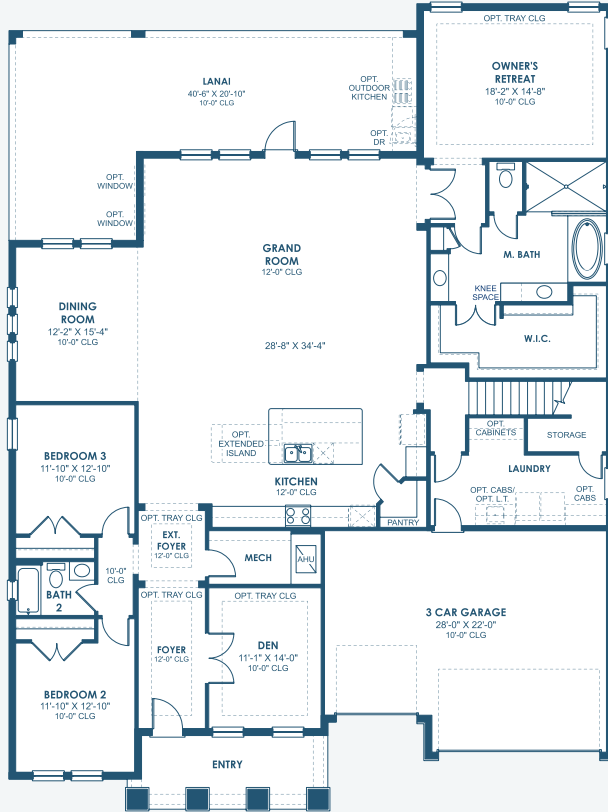 OPT. TRAY CLG
OWNER'S
RETREAT
18'-2" X 14'-8"
10'-0" CLG
LANAI
40'-6" X 20'-10"
10'-0" CLG
OPT.
OUTDOOR
KITCHEN
OPT.
DR
OPT.
WINDOW
OPT.
WINDOW
GRAND
ROOM
12'-0" CLG
28'-8" X 34'-4"
M. BATH
KNEE
SPACE
W.I.C.
DINING
ROOM
12'-2" X 15'-4"
10'-0" CLG
OPT.
EXTENDED
ISLAND
OPT.
CABINETS
STORAGE
BEDROOM 3
11'-10" X 12'-10"
10'-0" CLG
KITCHEN
12'-0" CLG
LAUNDRY
OPT. CABS/
OPT. L.T.
OPT.
CABS
PANTRY
OPT. TRAY CLG
EXT.
FOYER
12'-0" CLG
MECH
AHU
10'-0"
CLG
BATH
2
OPT. TRAY CLG
OPT. TRAY CLG
FOYER
12'-0" CLG
DEN
11'-1" X 14'-0"
10'-0" CLG
3 CAR GARAGE
28'-0" X 22'-0"
10'-0" CLG
BEDROOM 2
11'-10" X 12'-10"
10'-0" CLG
ENTRY